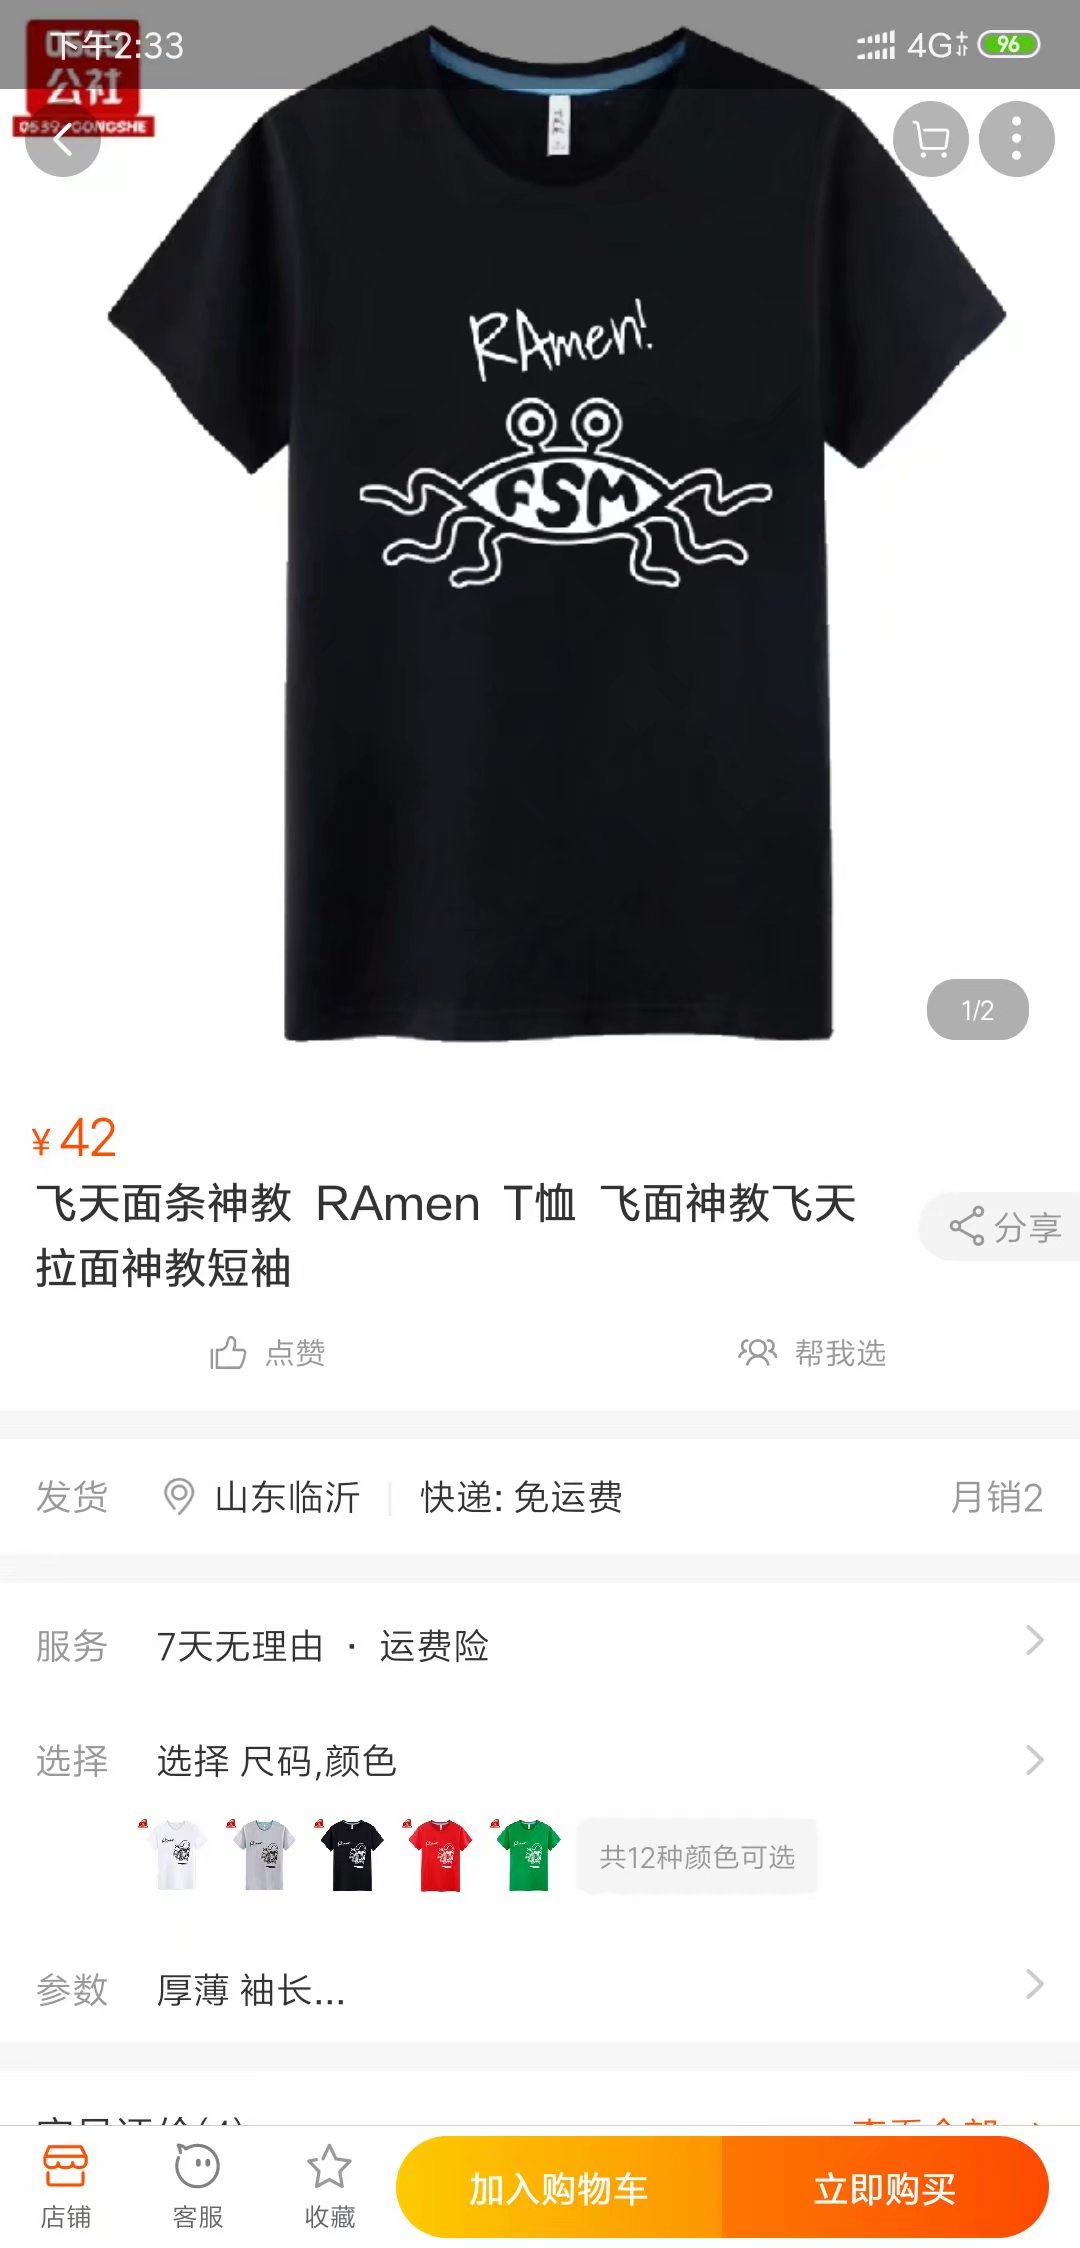 下午2:33
4G
96
公社
0539-GONGSHE
RAmen!
FSM
1/2
¥42
飞天面条神教 RAmen T恤 飞面神教飞天
拉面神教短袖
分享
点赞
帮我选
发货
山东临沂
快递: 免运费
月销2
服务
7天无理由 · 运费险
选择
选择 尺码,颜色
共12种颜色可选
参数
厚薄 袖长...
店铺
客服
收藏
加入购物车
立即购买